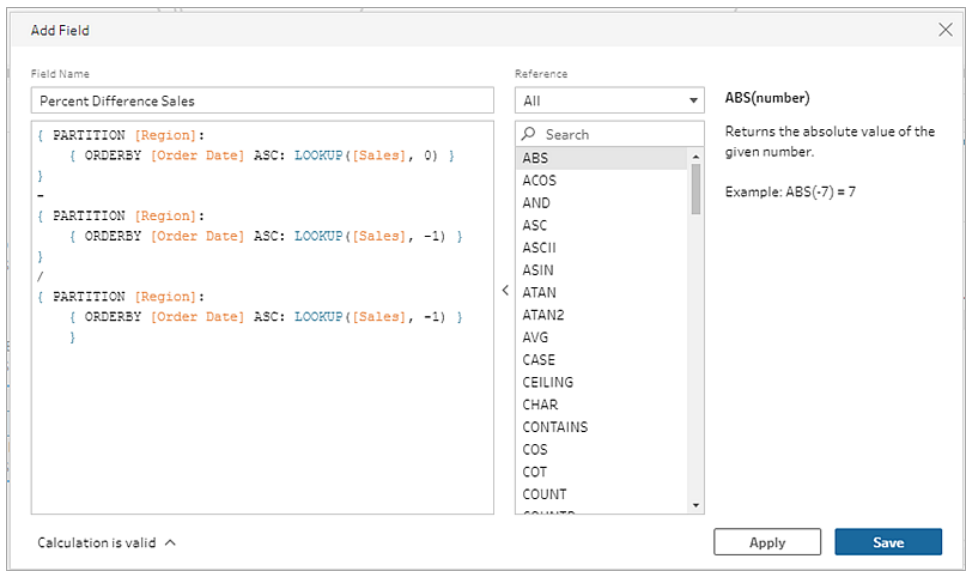 Add Field
Field Name
Percent Difference Sales
{ PARTITION [Region]:
{ ORDERBY [Order Date] ASC: LOOKUP([Sales], 0) }
}
-
{ PARTITION [Region]:
{ ORDERBY [Order Date] ASC: LOOKUP([Sales], -1) }
}
/
{ PARTITION [Region]:
{ ORDERBY [Order Date] ASC: LOOKUP([Sales], -1) }
}
Calculation is valid
Reference
All
Search
ABS
ACOS
AND
ASC
ASCII
ASIN
ATAN
ATAN2
AVG
CASE
CEILING
CHAR
CONTAINS
COS
COT
COUNT
ABS(number)
Returns the absolute value of the
given number.
Example: ABS(-7) = 7
Apply
Save